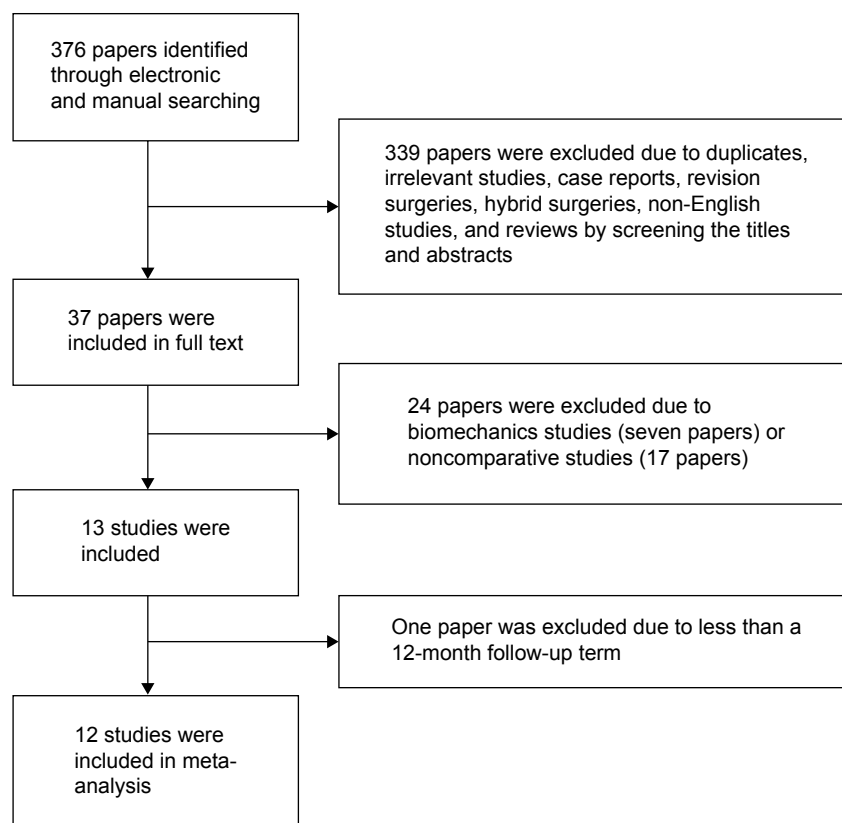 376 papers identified
through electronic
and manual searching
339 papers were excluded due to duplicates,
irrelevant studies, case reports, revision
surgeries, hybrid surgeries, non-English
studies, and reviews by screening the titles
and abstracts
37 papers were
included in full text
24 papers were excluded due to
biomechanics studies (seven papers) or
noncomparative studies (17 papers)
13 studies were
included
One paper was excluded due to less than a
12-month follow-up term
12 studies were
included in meta-
analysis